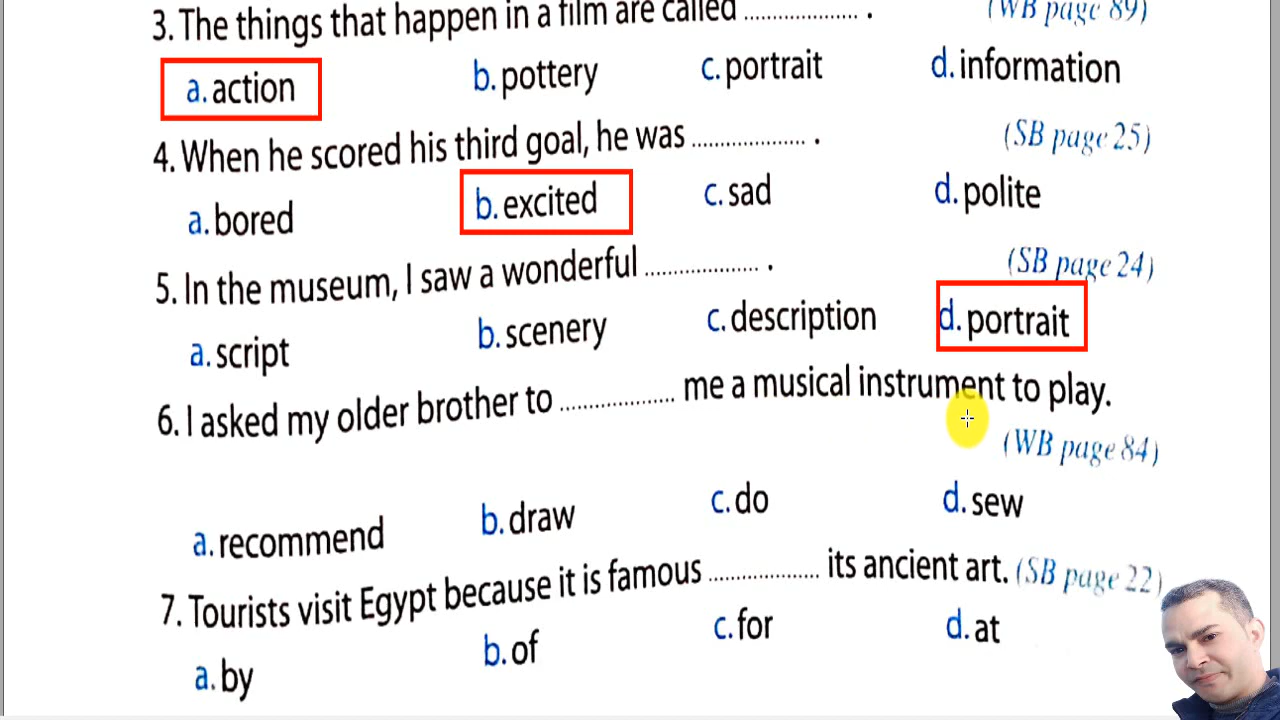 3. The things that happen in a film are called .................... . (WB page 89)
a. action b. pottery c. portrait d. information
4. When he scored his third goal, he was .................... . (SB page 25)
a. bored b. excited c. sad d. polite
5. In the museum, I saw a wonderful .................... . (SB page 24)
a. script b. scenery c. description d. portrait
6. I asked my older brother to .................... me a musical instrument to play.
(WB page 84)
a. recommend b. draw c. do d. sew
7. Tourists visit Egypt because it is famous .................... its ancient art. (SB page 22)
a. by b. of c. for d. at